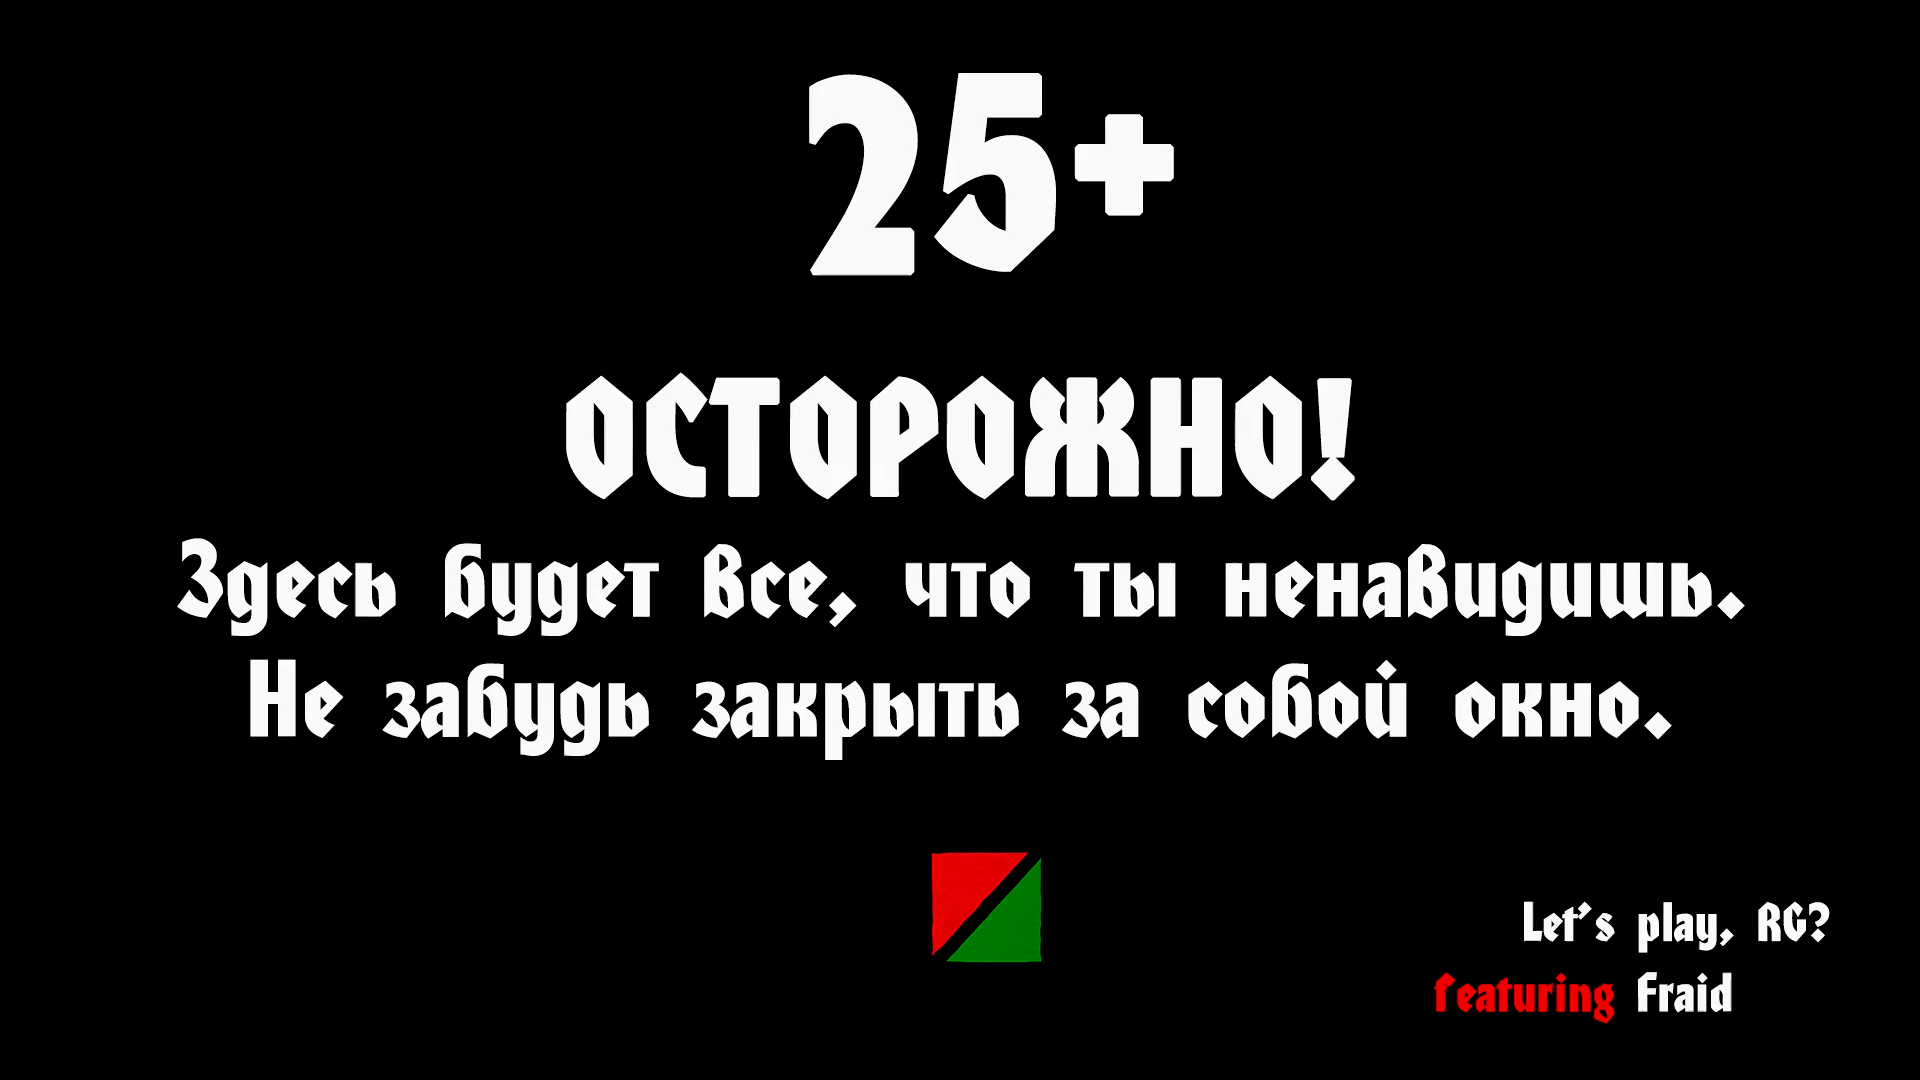 25+
ОСТОРОЖНО!
Здесь будет все, что ты ненавидишь.
Не забудь закрыть за собой окно.
Let's play, RG?
featuring Fraid